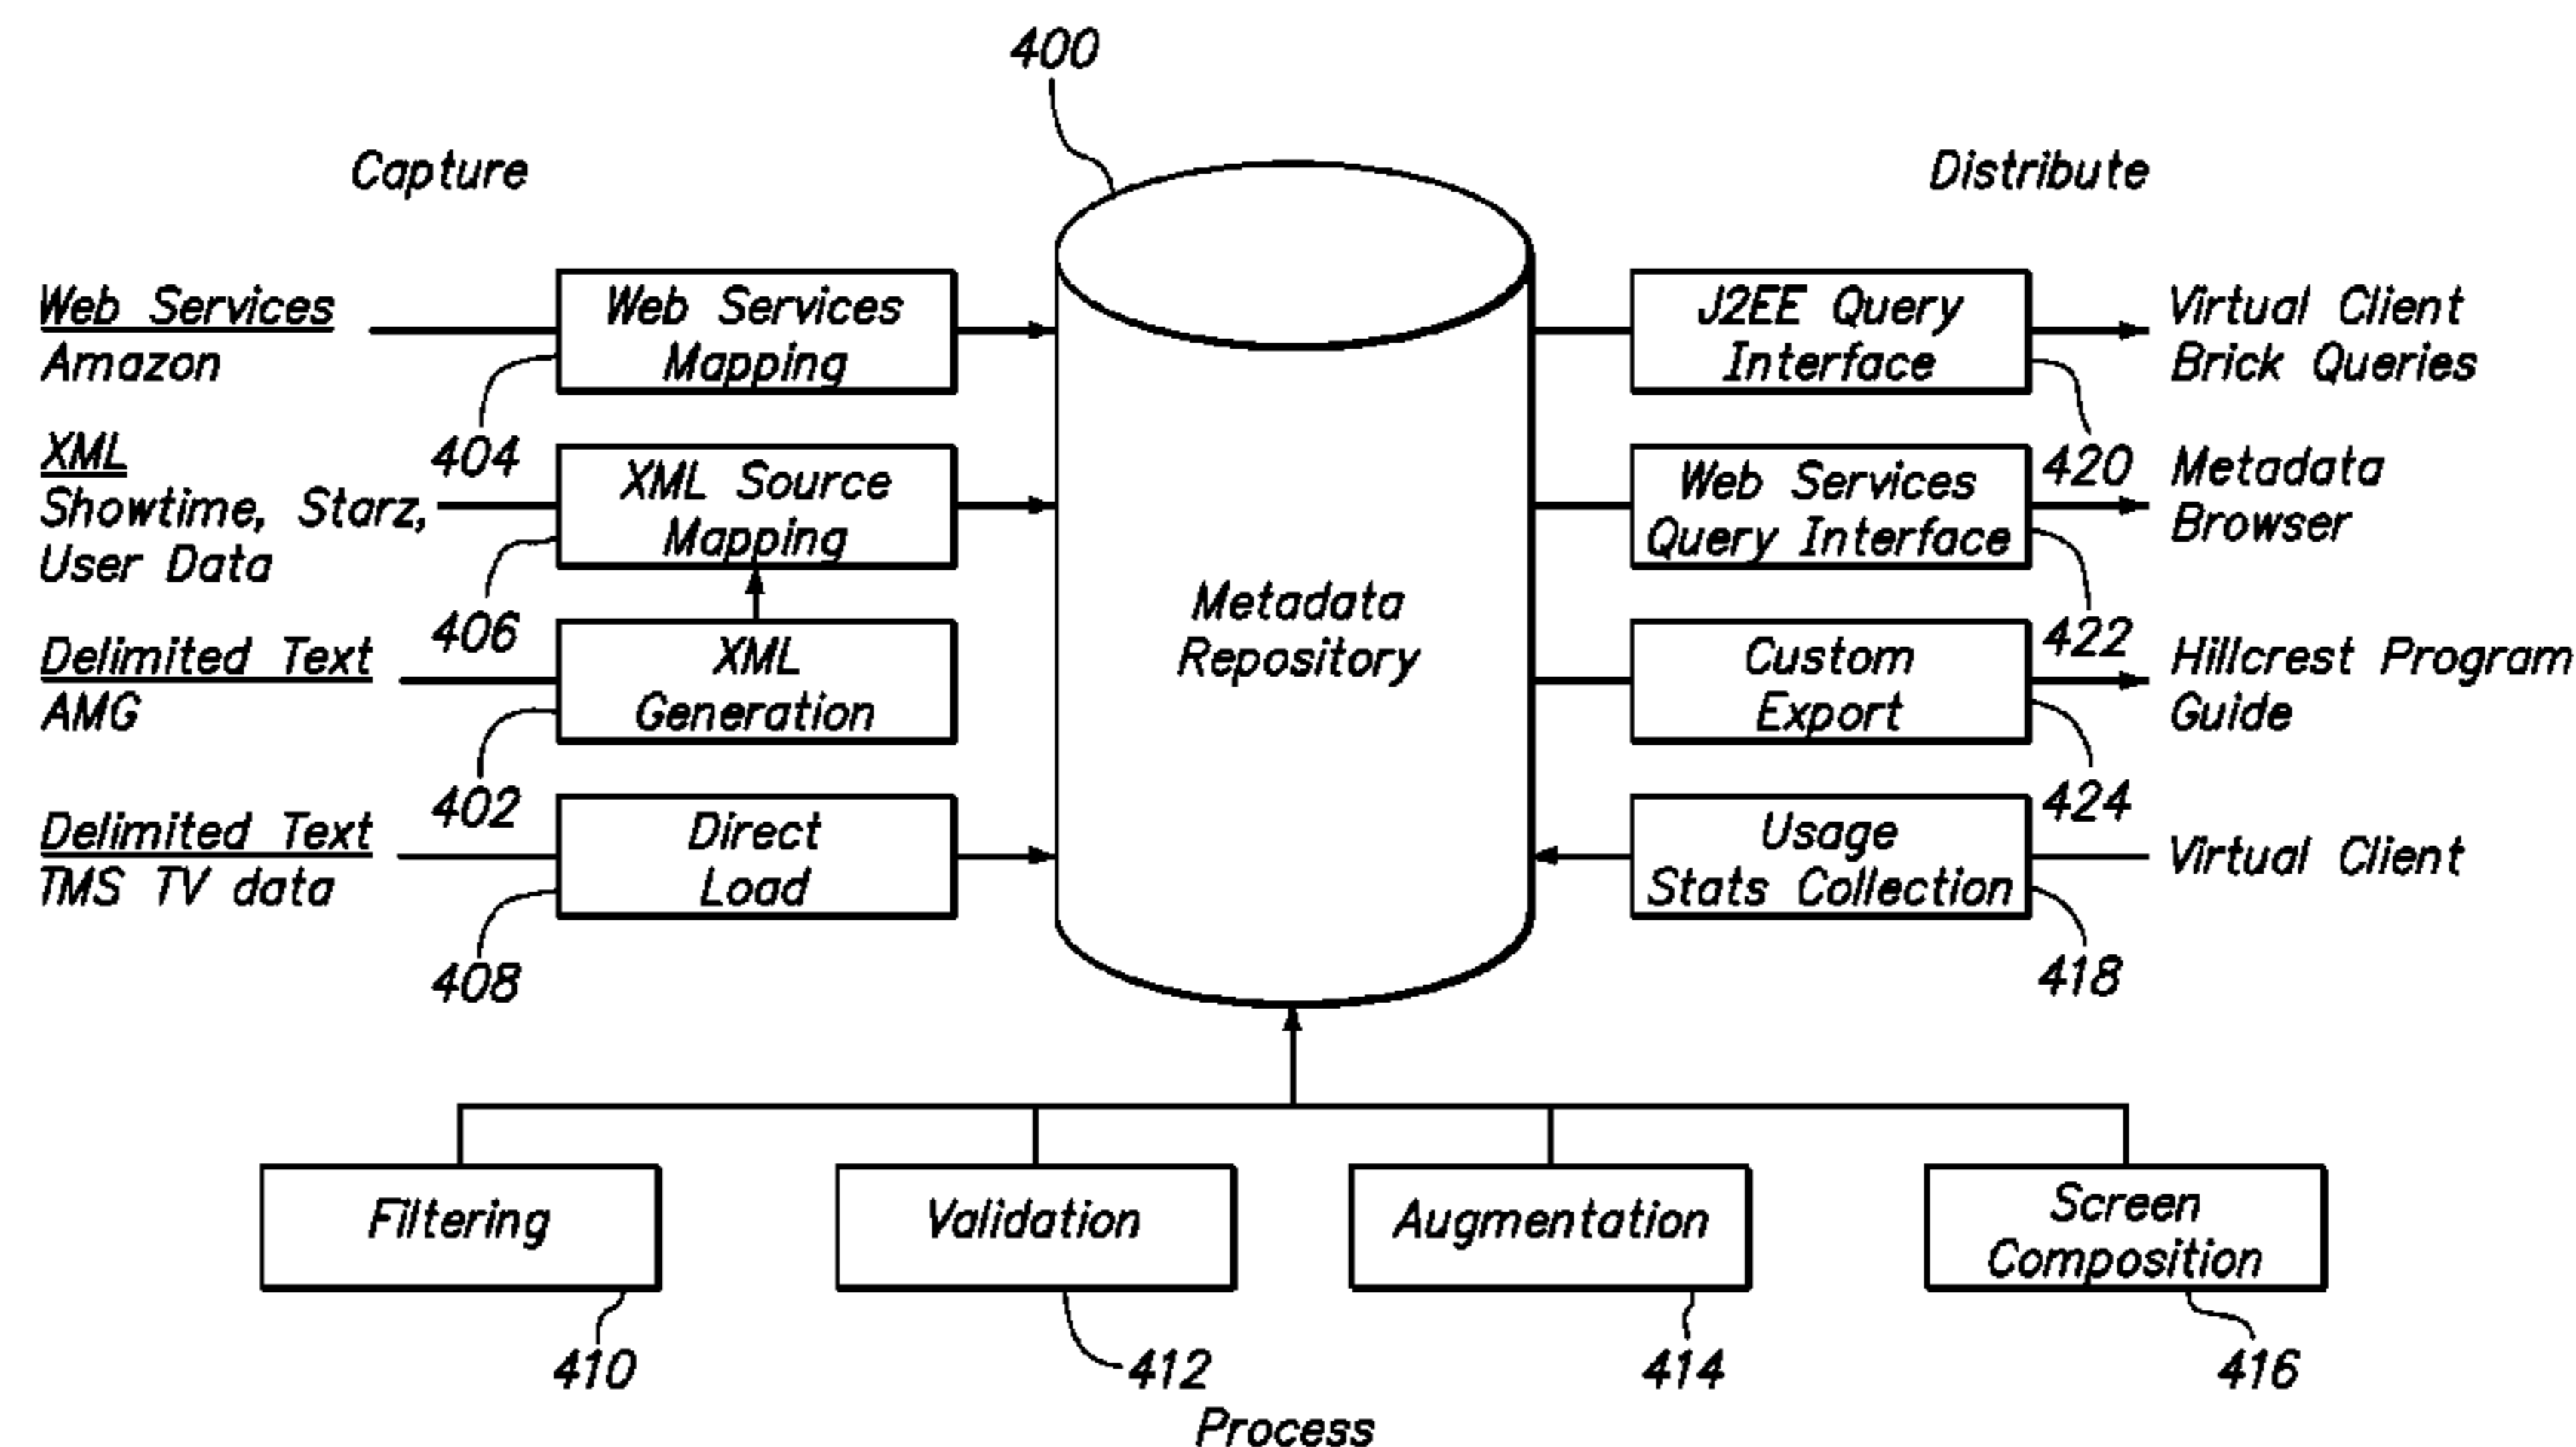 400
Capture
Distribute
Web Services
Amazon
Web Services
Mapping
404
J2EE Query
Interface
420
Virtual Client
Brick Queries
XML
Showtime, Starz,
User Data
XML Source
Mapping
406
Web Services
Query Interface
422
Metadata
Browser
Metadata
Repository
Delimited Text
AMG
XML
Generation
402
Custom
Export
424
Hillcrest Program
Guide
Delimited Text
TMS TV data
Direct
Load
408
Usage
Stats Collection
418
Virtual Client
Filtering
410
Validation
412
Augmentation
414
Screen
Composition
416
Process